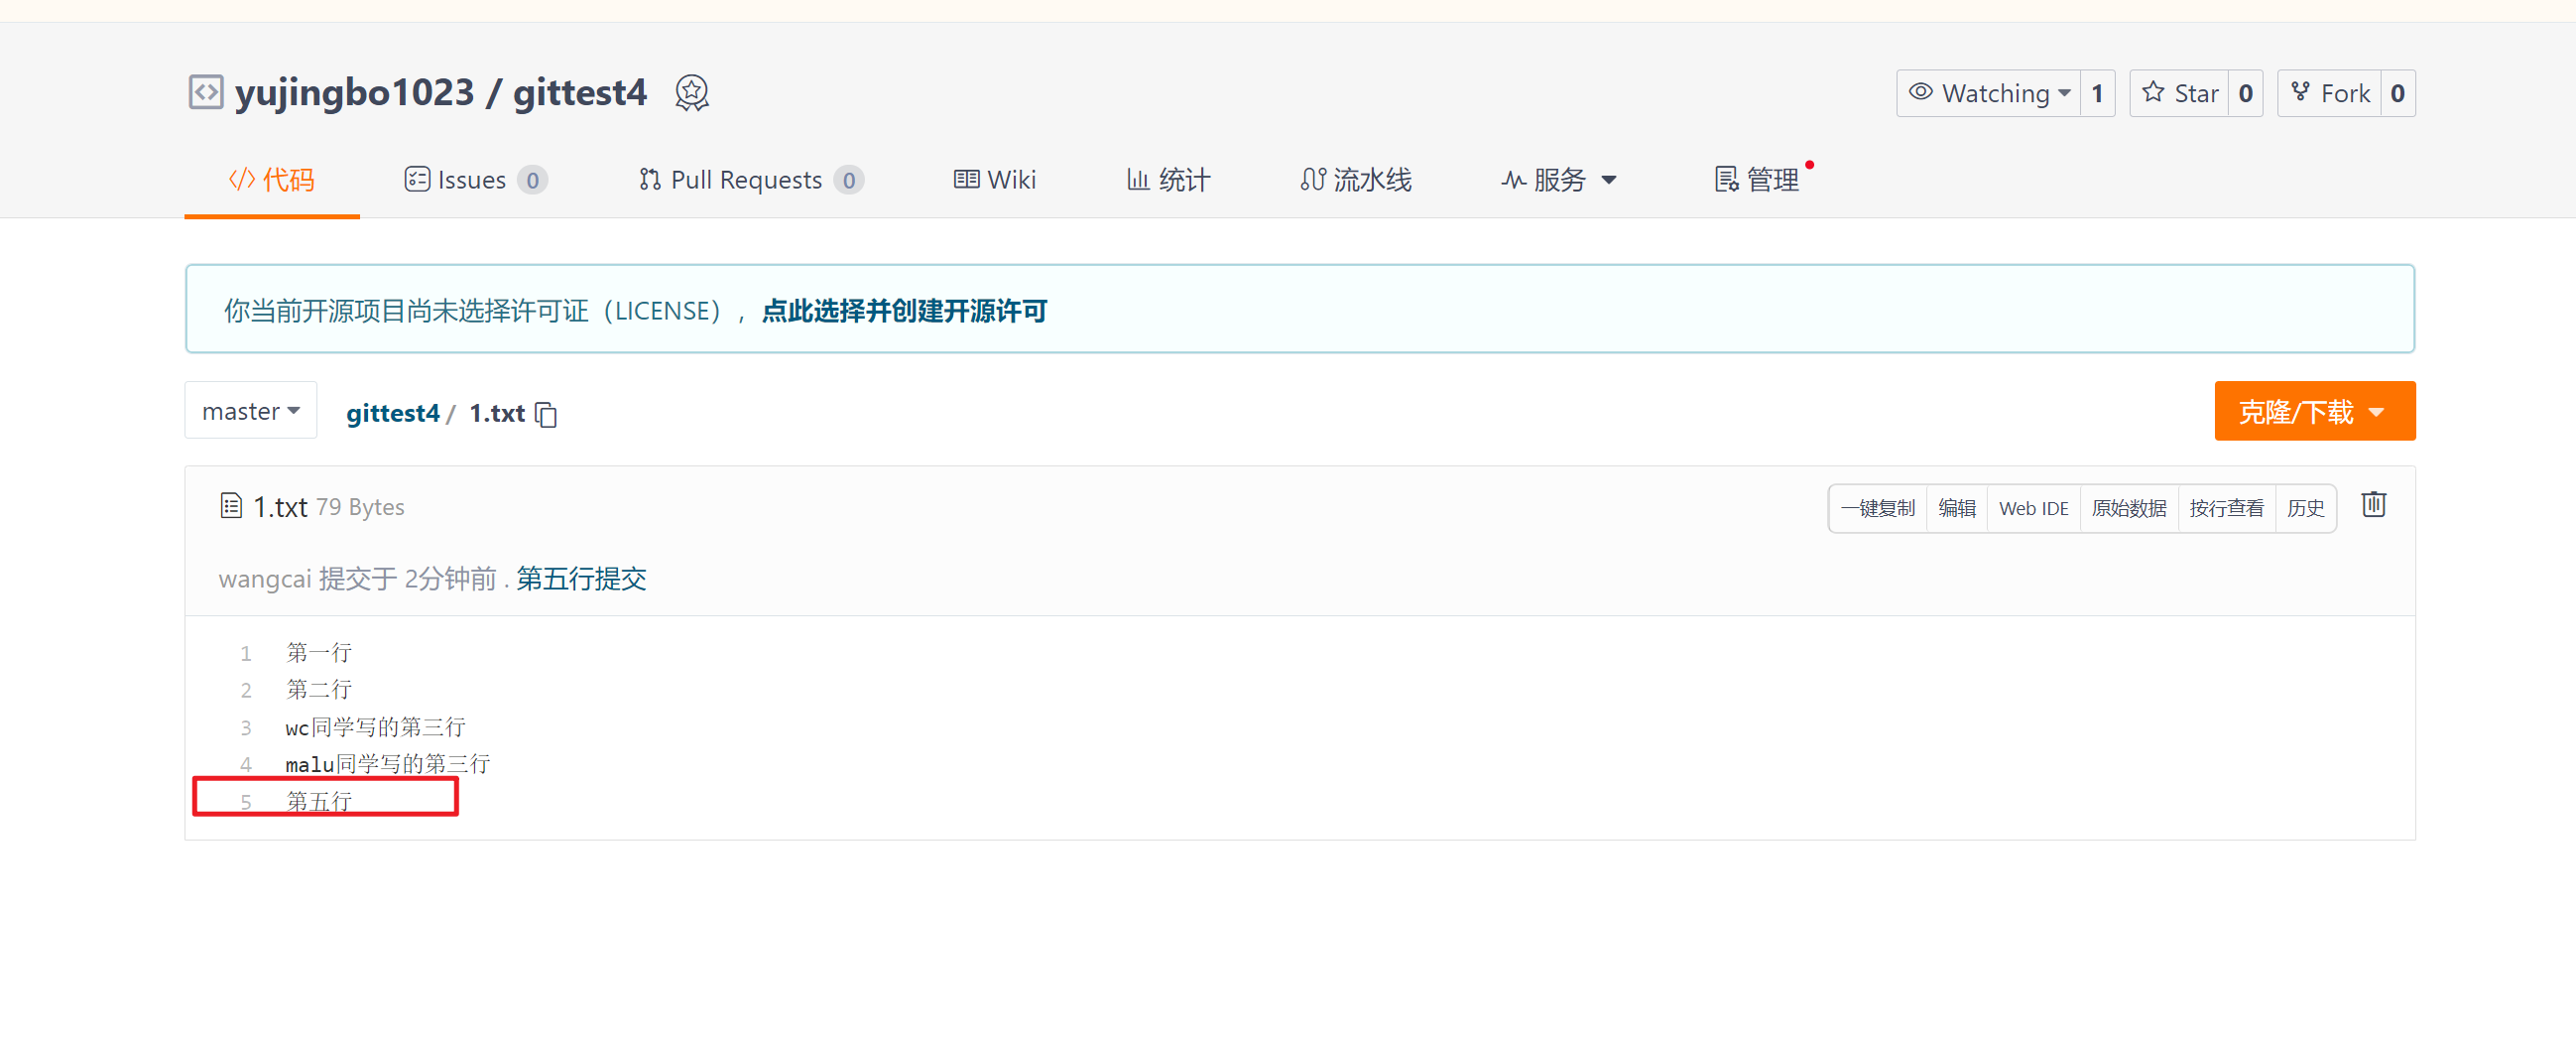 yujingbo1023 / gittest4
Watching 1 Star 0 Fork 0
代码 Issues 0 Pull Requests 0 Wiki 统计 流水线 服务 管理
你当前开源项目尚未选择许可证（LICENSE），点此选择并创建开源许可
master gittest4 / 1.txt 克隆/下载
1.txt 79 Bytes 一键复制 编辑 Web IDE 原始数据 按行查看 历史
wangcai 提交于 2分钟前 . 第五行提交
1 第一行
2 第二行
3 wc同学写的第三行
4 malu同学写的第三行
5 第五行